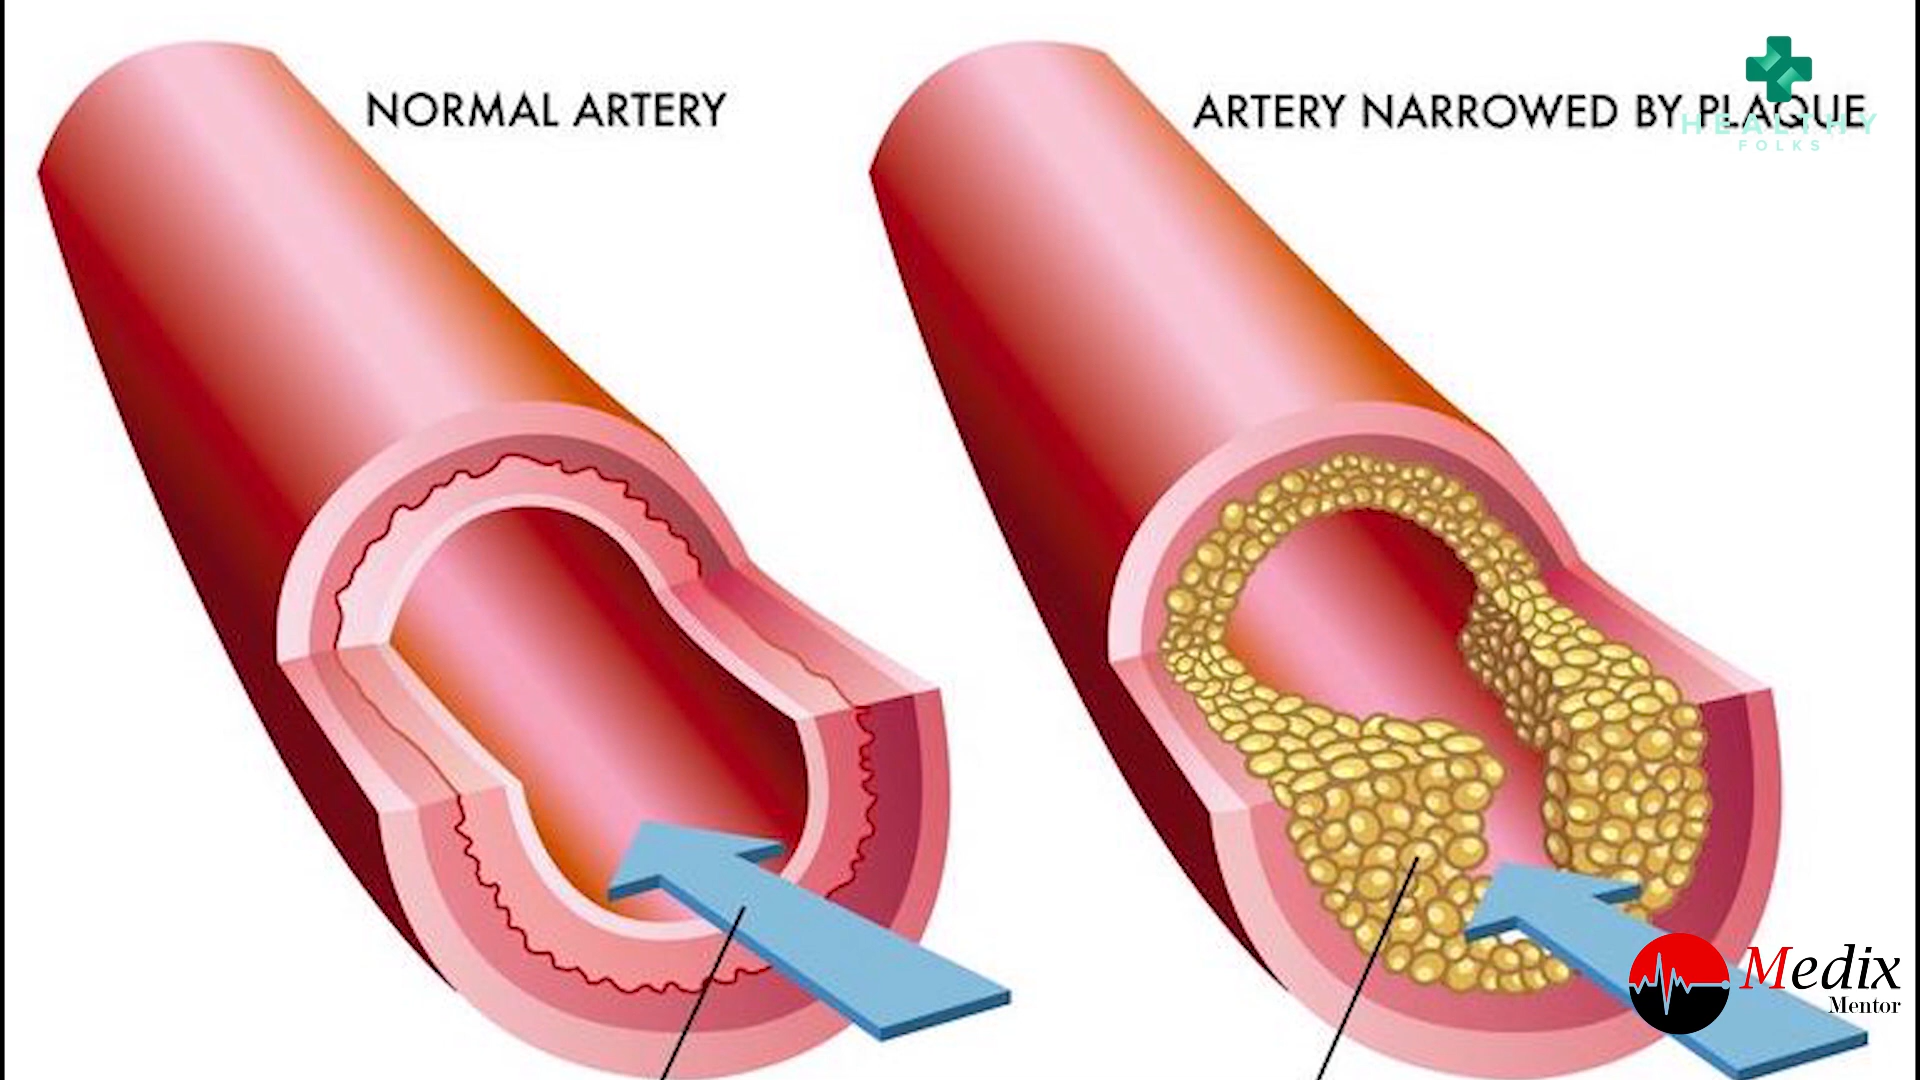 NORMAL ARTERY
ARTERY NARROWED BY PLAQUE
HEALTHY
FOLKS
Medix
Mentor